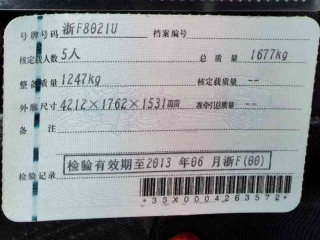 号牌号码 浙F8021U 档案编号
核定载人数 5人 总质量 1677kg
整备质量 1247kg 核定载质量 --
外廓尺寸 4212×1762×1531mm 准牵引总质量 --
备注
检验有效期至2013 年06 月浙F(00)
检验记录
*33X0004263572*